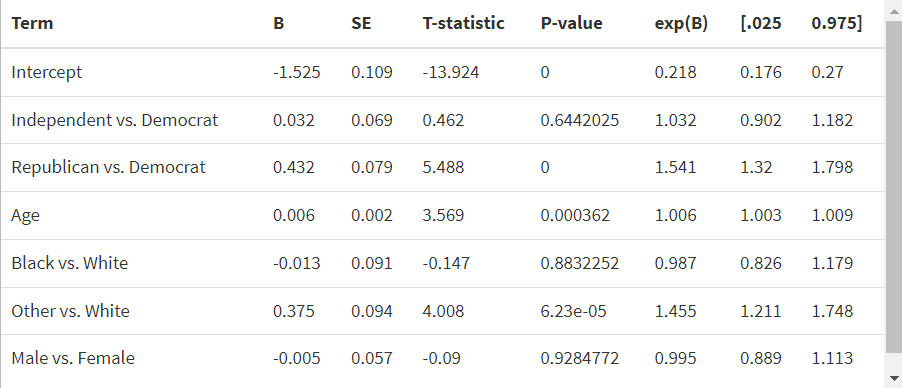 Term B SE T-statistic P-value exp(B) [.025 0.975]
Intercept -1.525 0.109 -13.924 0 0.218 0.176 0.27
Independent vs. Democrat 0.032 0.069 0.462 0.6442025 1.032 0.902 1.182
Republican vs. Democrat 0.432 0.079 5.488 0 1.541 1.32 1.798
Age 0.006 0.002 3.569 0.000362 1.006 1.003 1.009
Black vs. White -0.013 0.091 -0.147 0.8832252 0.987 0.826 1.179
Other vs. White 0.375 0.094 4.008 6.23e-05 1.455 1.211 1.748
Male vs. Female -0.005 0.057 -0.09 0.9284772 0.995 0.889 1.113